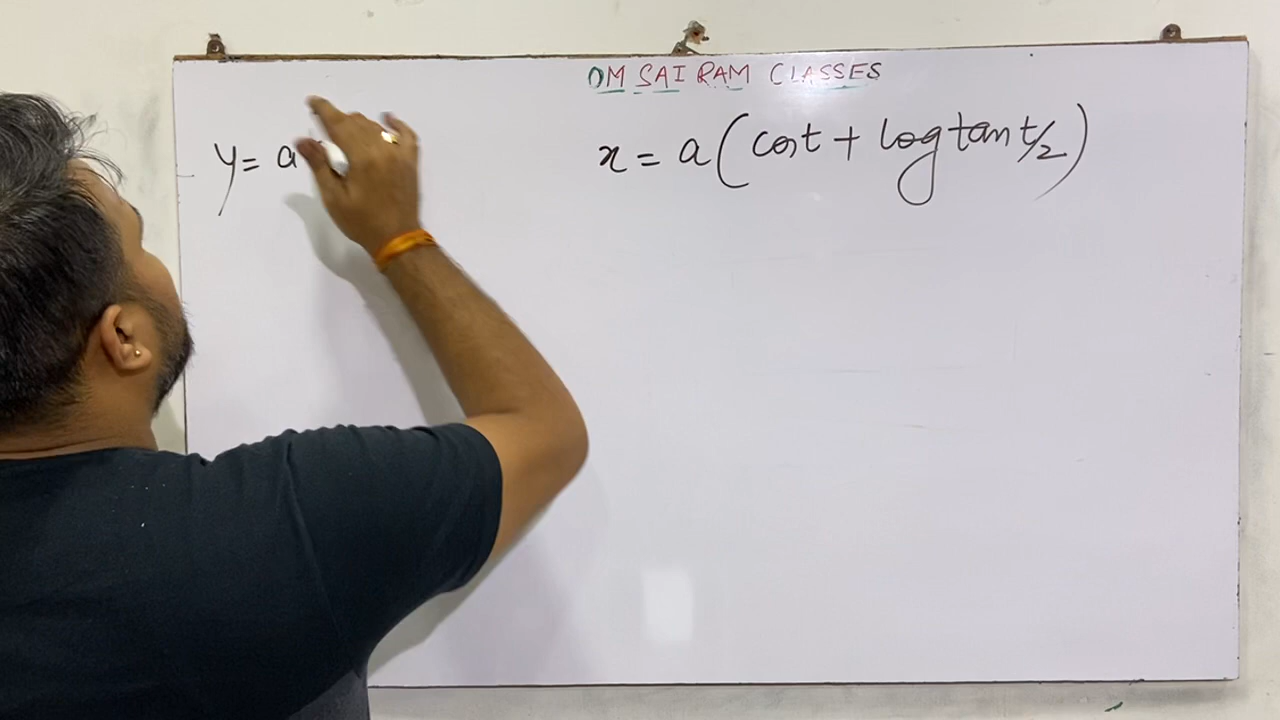 OM SAI RAM CLASSES
y = a
x = a(cost + log tan t/2)